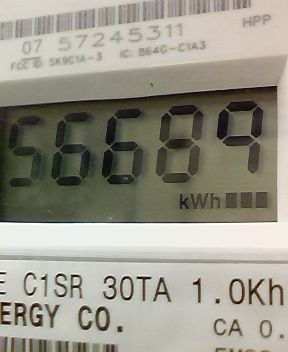 HPP
07 57245311
FCC ID: SK9C1A-3 IC: 864G-C1A3
56689
kWh
E C1SR 30TA 1.0Kh
ERGY CO.
CA 0.